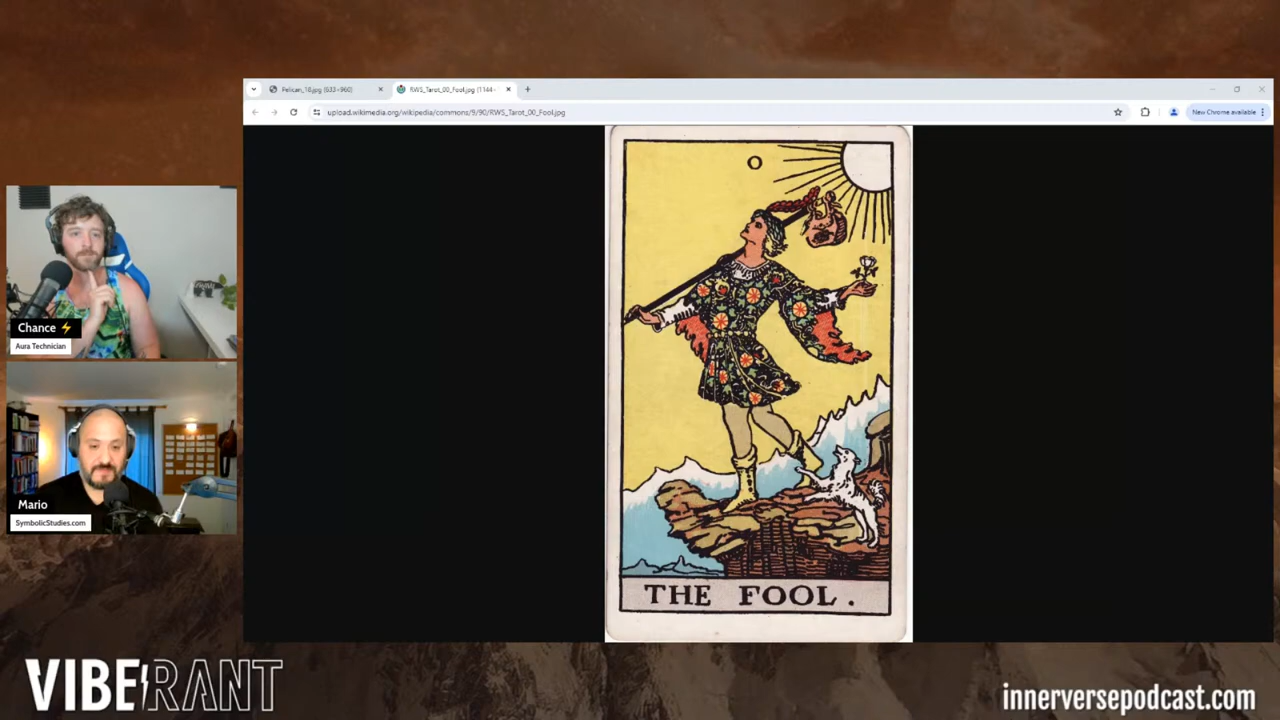 Pelican_18.jpg (633×960)
RWS_Tarot_00_Fool.jpg (1144×
upload.wikimedia.org/wikipedia/commons/9/90/RWS_Tarot_00_Fool.jpg
New Chrome available
0
THE FOOL.
Chance ⚡
Aura Technician
Mario
SymbolicStudies.com
VIBERANT
innerversepodcast.com